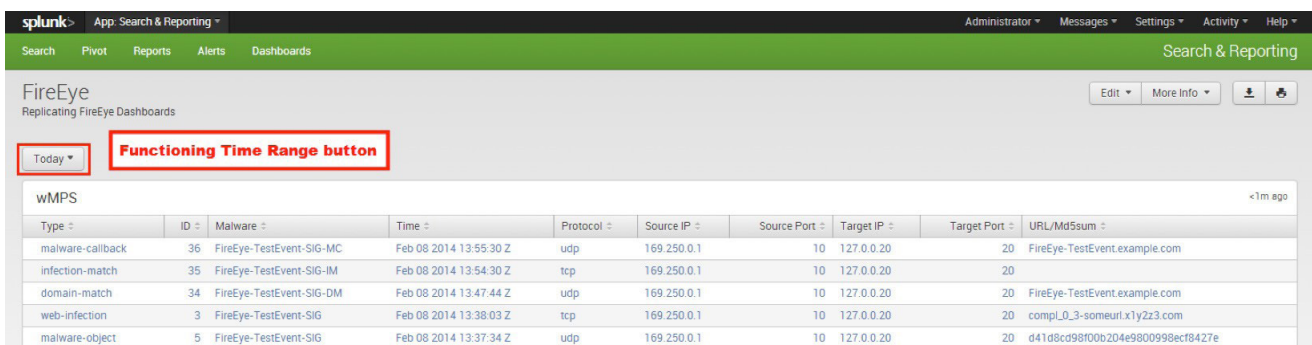 splunk> App: Search & Reporting Administrator Messages Settings Activity Help
Search Pivot Reports Alerts Dashboards Search & Reporting
FireEye Edit More Info
Replicating FireEye Dashboards
Today Functioning Time Range button
wMPS <1m ago
Type ID Malware Time Protocol Source IP Source Port Target IP Target Port URL/Md5sum
malware-callback 36 FireEye-TestEvent-SIG-MC Feb 08 2014 13:55:30 Z udp 169.250.0.1 10 127.0.0.20 20 FireEye-TestEvent.example.com
infection-match 35 FireEye-TestEvent-SIG-IM Feb 08 2014 13:54:30 Z tcp 169.250.0.1 10 127.0.0.20 20
domain-match 34 FireEye-TestEvent-SIG-DM Feb 08 2014 13:47:44 Z udp 169.250.0.1 10 127.0.0.20 20 FireEye-TestEvent.example.com
web-infection 3 FireEye-TestEvent-SIG Feb 08 2014 13:38:03 Z tcp 169.250.0.1 10 127.0.0.20 20 compl_0_3-someurl.x1y2z3.com
malware-object 5 FireEye-TestEvent-SIG Feb 08 2014 13:37:34 Z udp 169.250.0.1 10 127.0.0.20 20 d41d8cd98f00b204e9800998ecf8427e